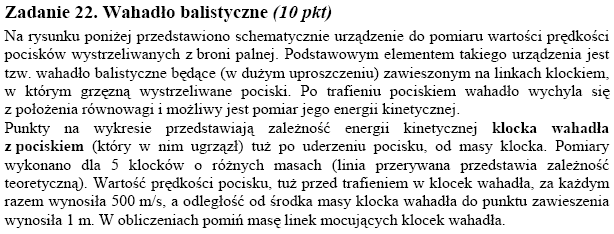 Zadanie 22. Wahadło balistyczne (10 pkt)
Na rysunku poniżej przedstawiono schematycznie urządzenie do pomiaru wartości prędkości
pocisków wystrzeliwanych z broni palnej. Podstawowym elementem takiego urządzenia jest
tzw. wahadło balistyczne będące (w dużym uproszczeniu) zawieszonym na linkach klockiem,
w którym grzęzną wystrzeliwane pociski. Po trafieniu pociskiem wahadło wychyla się
z położenia równowagi i możliwy jest pomiar jego energii kinetycznej.
Punkty na wykresie przedstawiają zależność energii kinetycznej klocka wahadła
z pociskiem (który w nim ugrzązł) tuż po uderzeniu pocisku, od masy klocka. Pomiary
wykonano dla 5 klocków o różnych masach (linia przerywana przedstawia zależność
teoretyczną). Wartość prędkości pocisku, tuż przed trafieniem w klocek wahadła, za każdym
razem wynosiła 500 m/s, a odległość od środka masy klocka wahadła do punktu zawieszenia
wynosiła 1 m. W obliczeniach pomiń masę linek mocujących klocek wahadła.